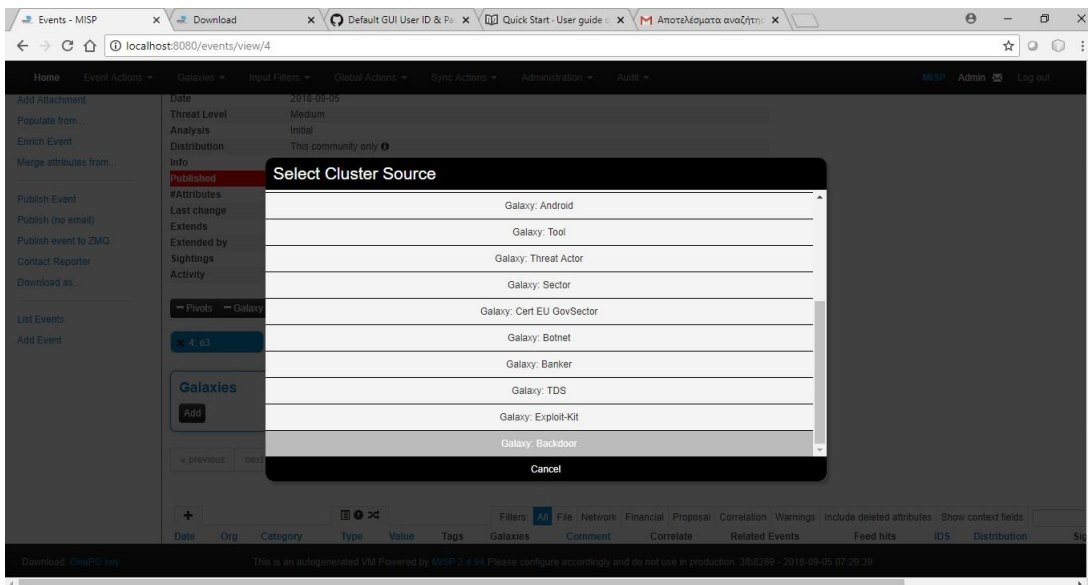 Events - MISP
Download
Default GUI User ID & Pa
Quick Start - User guide
Αποτελέσματα αναζήτησ
localhost:8080/events/view/4
Home Event Actions Galaxies Input Filters Global Actions Sync Actions Administration Audit MISP Admin Log out
Add Attachment
Populate from...
Enrich Event
Merge attributes from...
Publish Event
Publish (no email)
Publish event to ZMQ
Contact Reporter
Download as...
List Events
Add Event
Date 2018-09-05
Threat Level Medium
Analysis Initial
Distribution This community only
Info
Published
#Attributes
Last change
Extends
Extended by
Sightings
Activity
Pivots Galaxy
4: e3
Galaxies
Add
« previous next
Select Cluster Source
Galaxy: Android
Galaxy: Tool
Galaxy: Threat Actor
Galaxy: Sector
Galaxy: Cert EU GovSector
Galaxy: Botnet
Galaxy: Banker
Galaxy: TDS
Galaxy: Exploit-Kit
Galaxy: Backdoor
Cancel
Filters: All File Network Financial Proposal Correlation Warnings Include deleted attributes Show context fields
Date Org Category Type Value Tags Galaxies Comment Correlate Related Events Feed hits IDS Distribution Sig
Download: GnuPG key This is an autogenerated VM Powered by MISP 2.4.94 Please configure accordingly and do not use in production. 3fb8269 - 2018-09-05 07:29:39